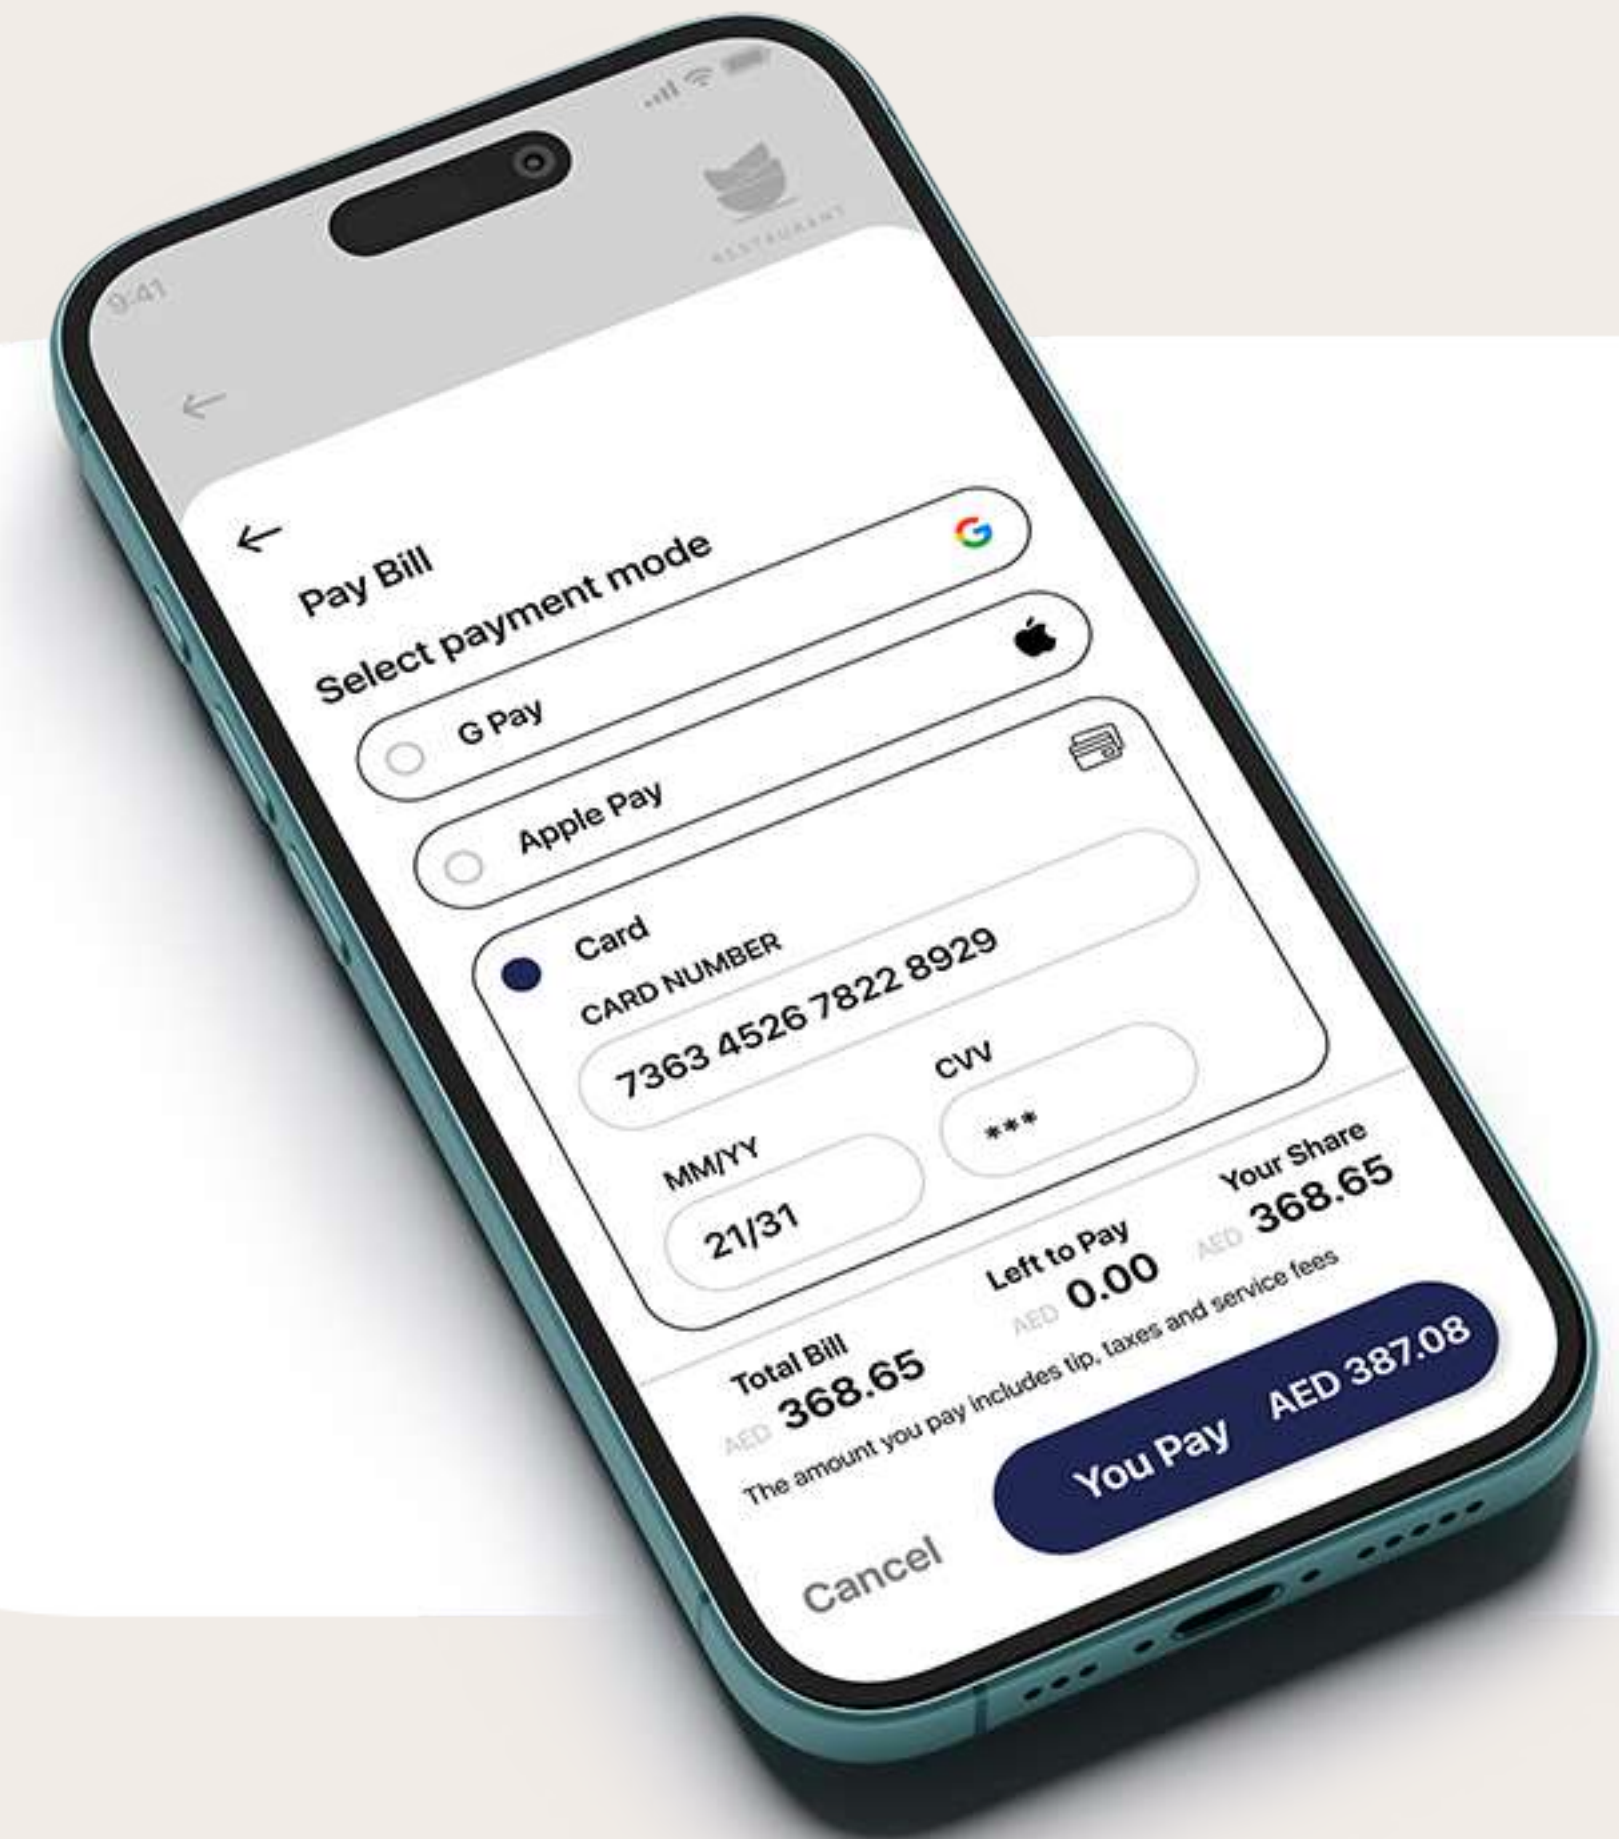 9:41
RESTAURANT
Pay Bill
Select payment mode
G Pay
Apple Pay
Card
CARD NUMBER
7363 4526 7822 8929
MM/YY
CVV
21/31
***
Total Bill
Left to Pay
Your Share
AED 368.65
AED 0.00
AED 368.65
The amount you pay includes tip, taxes and service fees
Cancel
You Pay AED 387.08